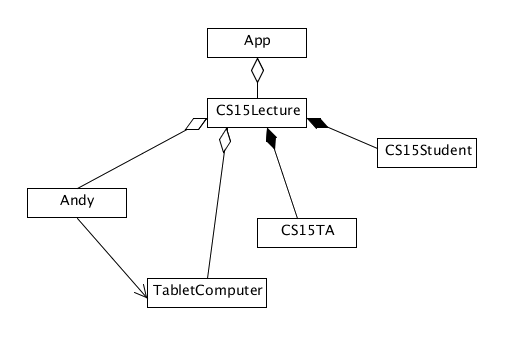 App
CS15Lecture
CS15Student
Andy
CS15TA
TabletComputer